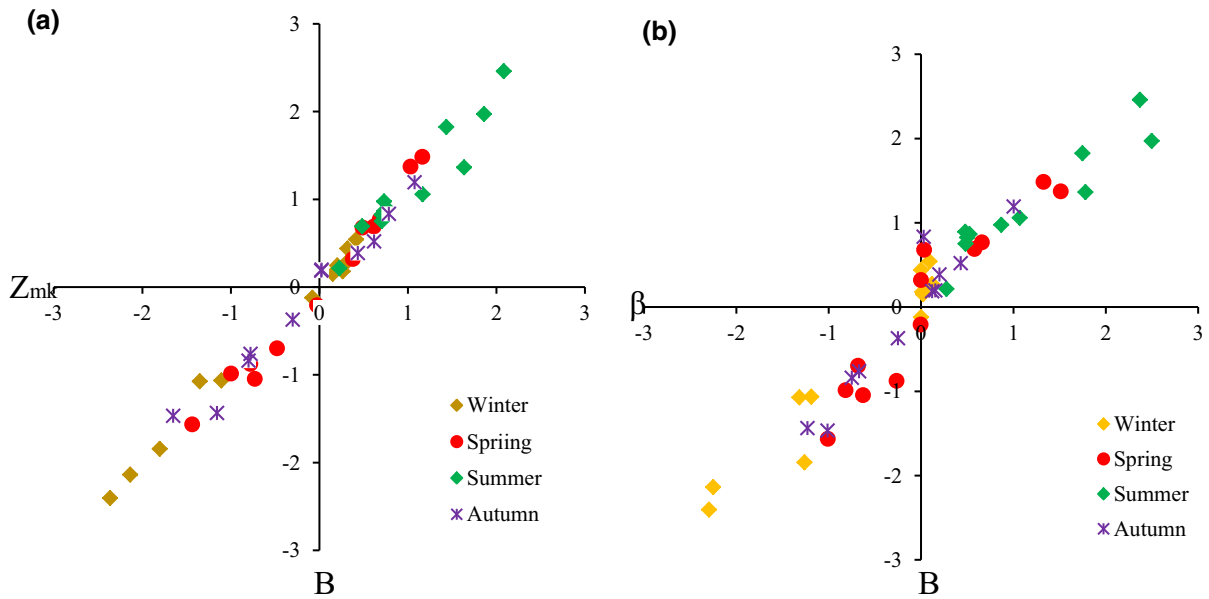 (a)
3
2
1
0
-1
-2
-3
-3 -2 -1 0 1 2 3
Zmk
B
Winter
Spriing
Summer
Autumn
(b)
3
2
1
0
-1
-2
-3
-3 -2 -1 0 1 2 3
β
B
Winter
Spring
Summer
Autumn